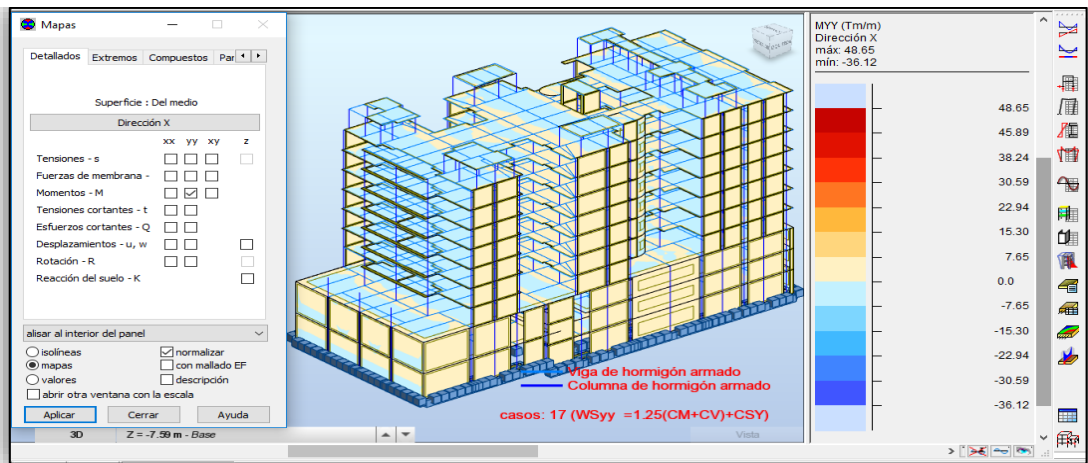 Mapas
Detallados Extremos Compuestos Par
Superficie : Del medio
Dirección X
xx yy xy z
Tensiones - s
Fuerzas de membrana -
Momentos - M
Tensiones cortantes - t
Esfuerzos cortantes - Q
Desplazamientos - u, w
Rotación - R
Reacción del suelo - K
alisar al interior del panel
isolíneas normalizar
mapas con mallado EF
valores descripción
abrir otra ventana con la escala
Aplicar Cerrar Ayuda
3D Z = -7.59 m - Base
Viga de hormigón armado
Columna de hormigón armado
casos: 17 (WSyy =1.25(CM+CV)+CSY)
Vista
MYY (Tm/m)
Dirección X
máx: 48.65
mín: -36.12
48.65
45.89
38.24
30.59
22.94
15.30
7.65
0.0
-7.65
-15.30
-22.94
-30.59
-36.12